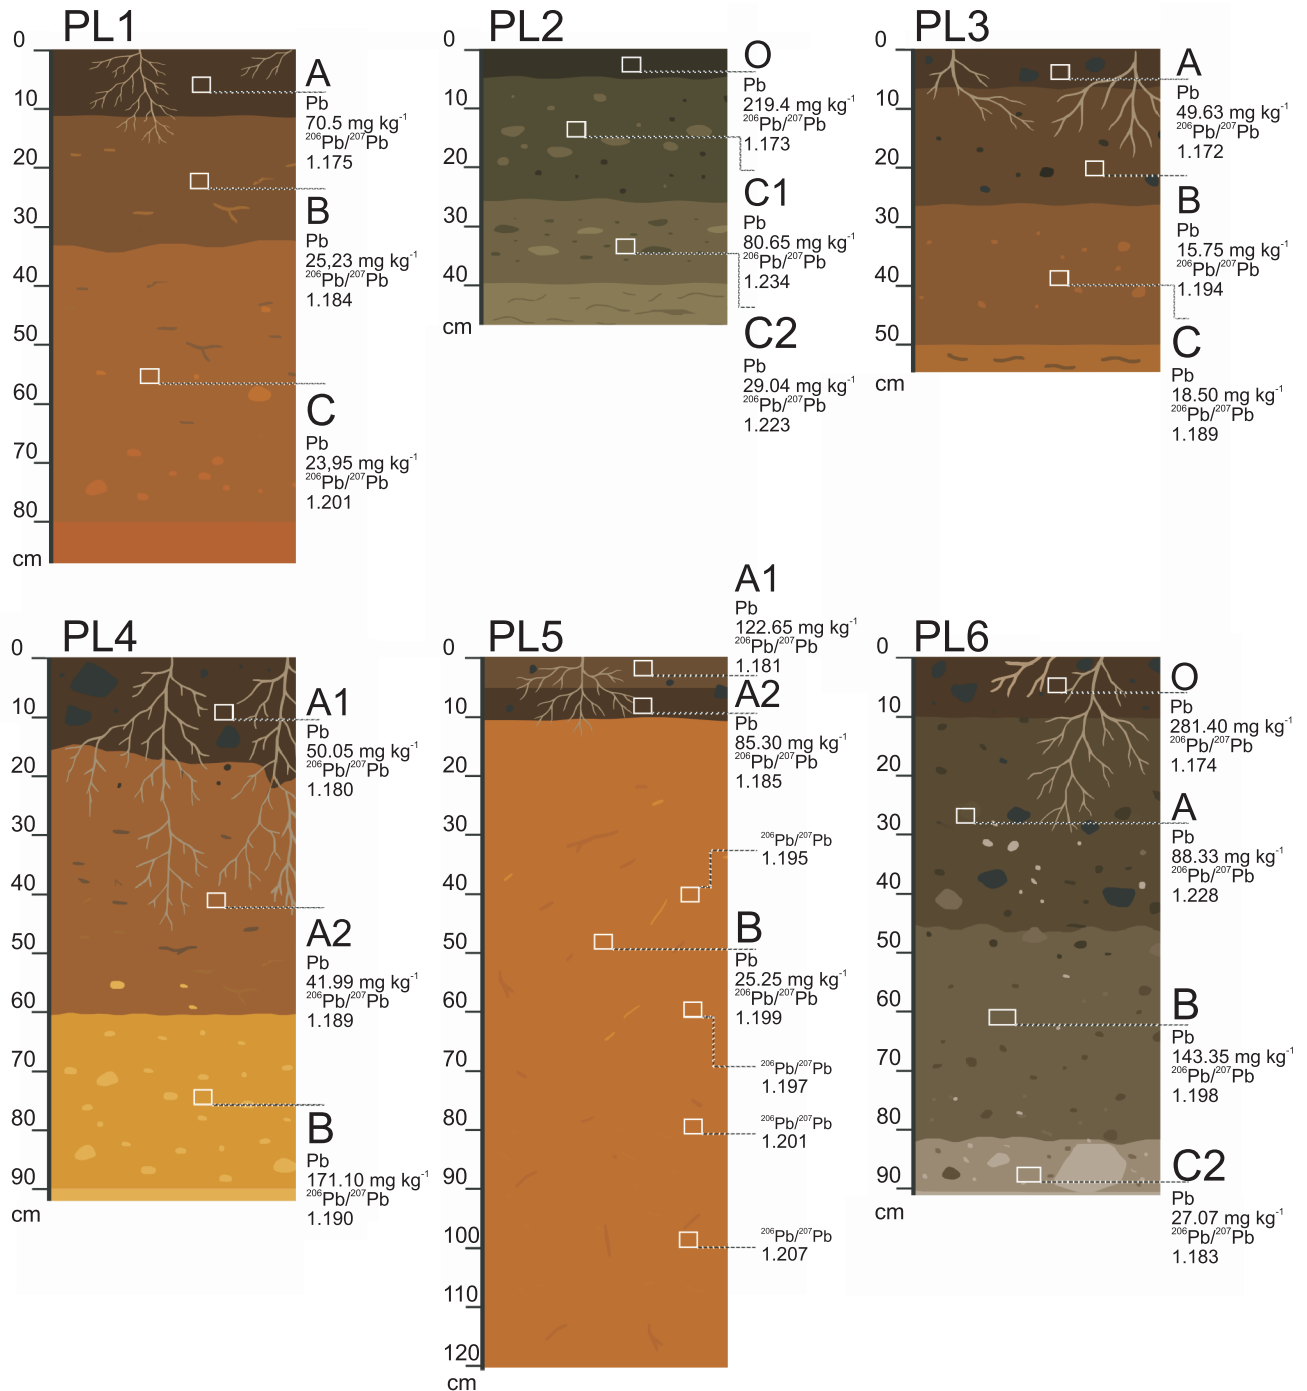 PL1
0
10
20
30
40
50
60
70
80
cm
A
Pb
70.5 mg kg⁻¹
²⁰⁶Pb/²⁰⁷Pb
1.175
B
Pb
25,23 mg kg⁻¹
²⁰⁶Pb/²⁰⁷Pb
1.184
C
Pb
23,95 mg kg⁻¹
²⁰⁶Pb/²⁰⁷Pb
1.201
PL2
0
10
20
30
40
cm
O
Pb
219.4 mg kg⁻¹
²⁰⁶Pb/²⁰⁷Pb
1.173
C1
Pb
80.65 mg kg⁻¹
²⁰⁶Pb/²⁰⁷Pb
1.234
C2
Pb
29.04 mg kg⁻¹
²⁰⁶Pb/²⁰⁷Pb
1.223
PL3
0
10
20
30
40
50
cm
A
Pb
49.63 mg kg⁻¹
²⁰⁶Pb/²⁰⁷Pb
1.172
B
Pb
15.75 mg kg⁻¹
²⁰⁶Pb/²⁰⁷Pb
1.194
C
Pb
18.50 mg kg⁻¹
²⁰⁶Pb/²⁰⁷Pb
1.189
PL4
0
10
20
30
40
50
60
70
80
90
cm
A1
Pb
50.05 mg kg⁻¹
²⁰⁶Pb/²⁰⁷Pb
1.180
A2
Pb
41.99 mg kg⁻¹
²⁰⁶Pb/²⁰⁷Pb
1.189
B
Pb
171.10 mg kg⁻¹
²⁰⁶Pb/²⁰⁷Pb
1.190
PL5
0
10
20
30
40
50
60
70
80
90
100
110
120
cm
A1
Pb
122.65 mg kg⁻¹
²⁰⁶Pb/²⁰⁷Pb
1.181
A2
Pb
85.30 mg kg⁻¹
²⁰⁶Pb/²⁰⁷Pb
1.185
²⁰⁶Pb/²⁰⁷Pb
1.195
B
Pb
25.25 mg kg⁻¹
²⁰⁶Pb/²⁰⁷Pb
1.199
²⁰⁶Pb/²⁰⁷Pb
1.197
²⁰⁶Pb/²⁰⁷Pb
1.201
²⁰⁶Pb/²⁰⁷Pb
1.207
PL6
0
10
20
30
40
50
60
70
80
90
cm
O
Pb
281.40 mg kg⁻¹
²⁰⁶Pb/²⁰⁷Pb
1.174
A
Pb
88.33 mg kg⁻¹
²⁰⁶Pb/²⁰⁷Pb
1.228
B
Pb
143.35 mg kg⁻¹
²⁰⁶Pb/²⁰⁷Pb
1.198
C2
Pb
27.07 mg kg⁻¹
²⁰⁶Pb/²⁰⁷Pb
1.183